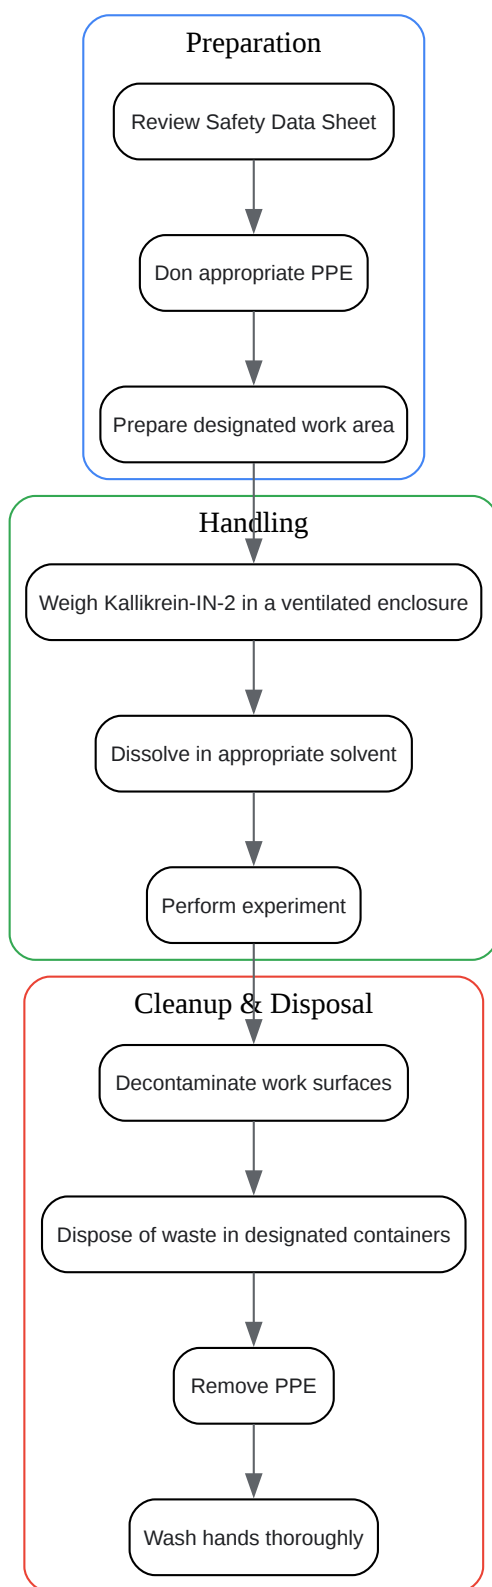 Preparation
Review Safety Data Sheet
Don appropriate PPE
Prepare designated work area
Handling
Weigh Kallikrein-IN-2 in a ventilated enclosure
Dissolve in appropriate solvent
Perform experiment
Cleanup & Disposal
Decontaminate work surfaces
Dispose of waste in designated containers
Remove PPE
Wash hands thoroughly